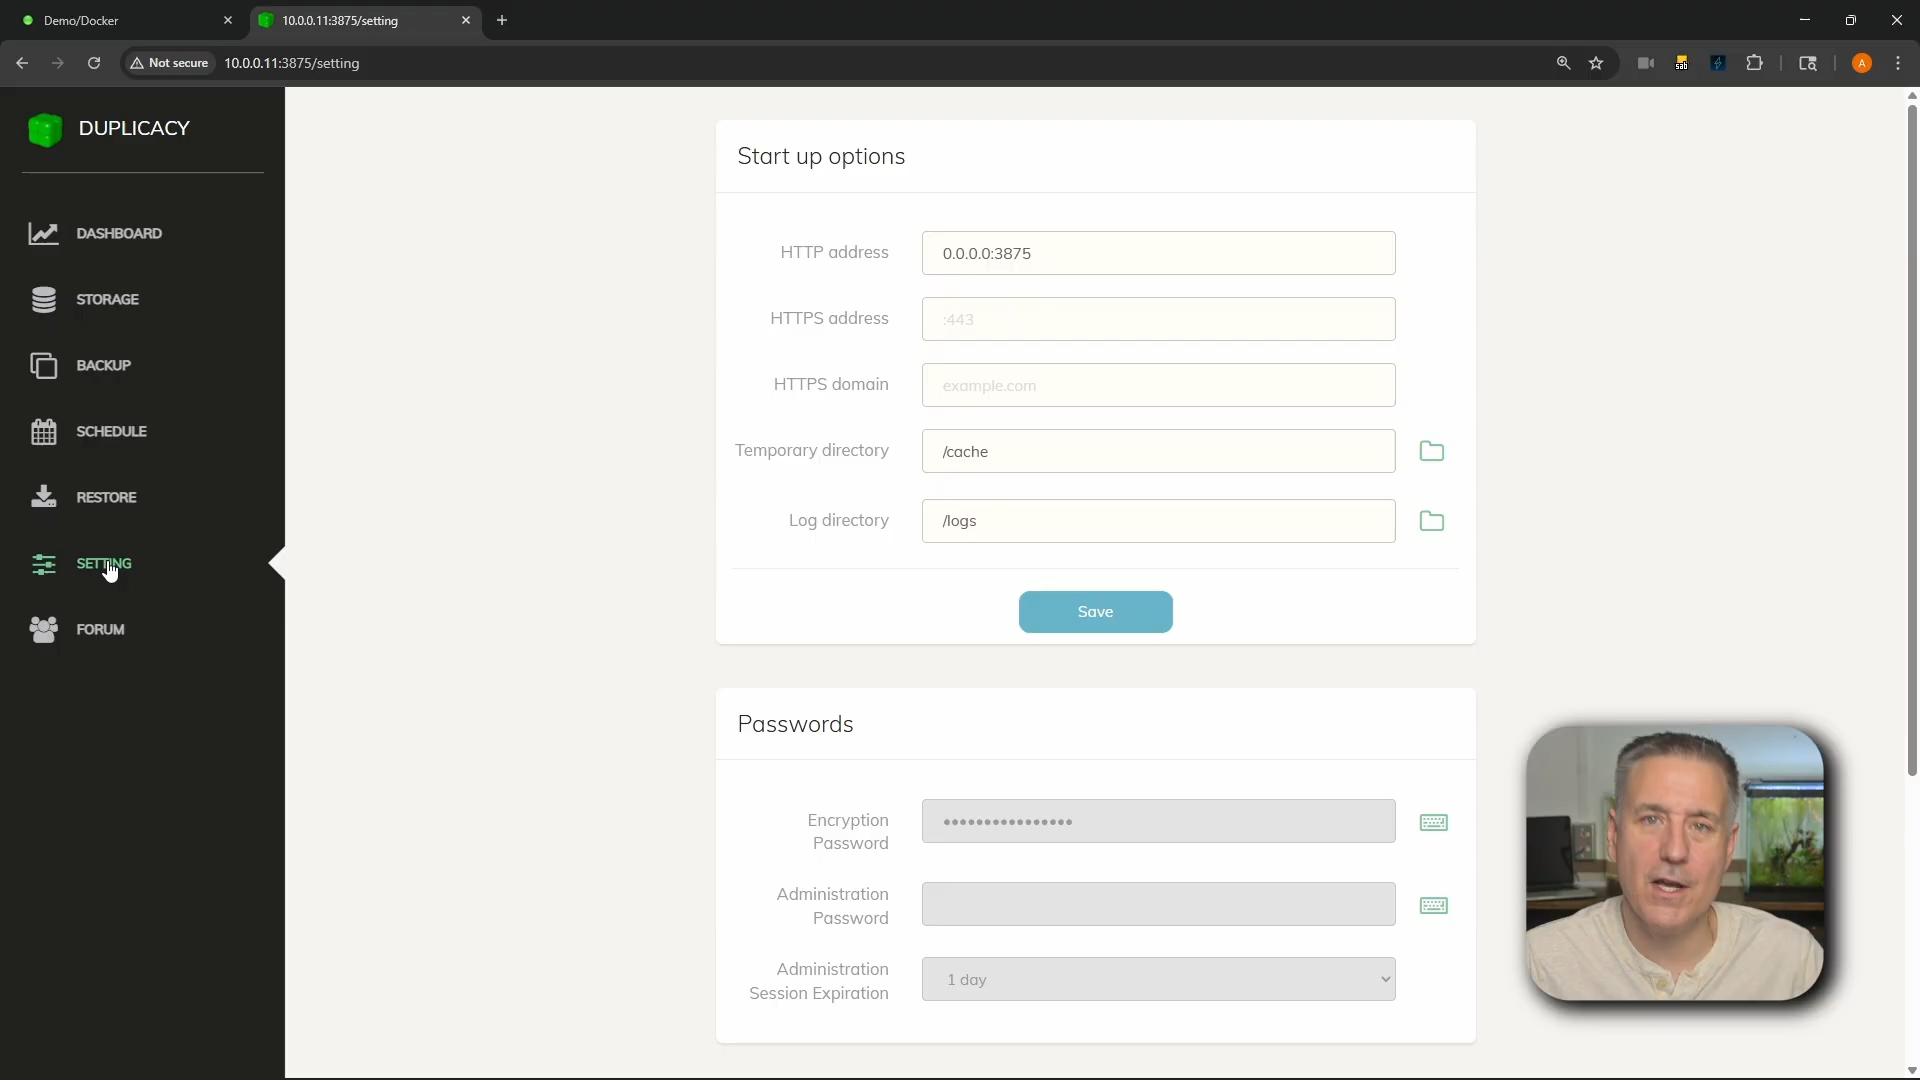 Demo/Docker
10.0.0.11:3875/setting
Not secure
10.0.0.11:3875/setting
sab
A
DUPLICACY
DASHBOARD
STORAGE
BACKUP
SCHEDULE
RESTORE
SETTING
FORUM
Start up options
HTTP address
0.0.0.0:3875
HTTPS address
:443
HTTPS domain
example.com
Temporary directory
/cache
Log directory
/logs
Save
Passwords
Encryption
Password
••••••••••••••••
Administration
Password
Administration
Session Expiration
1 day